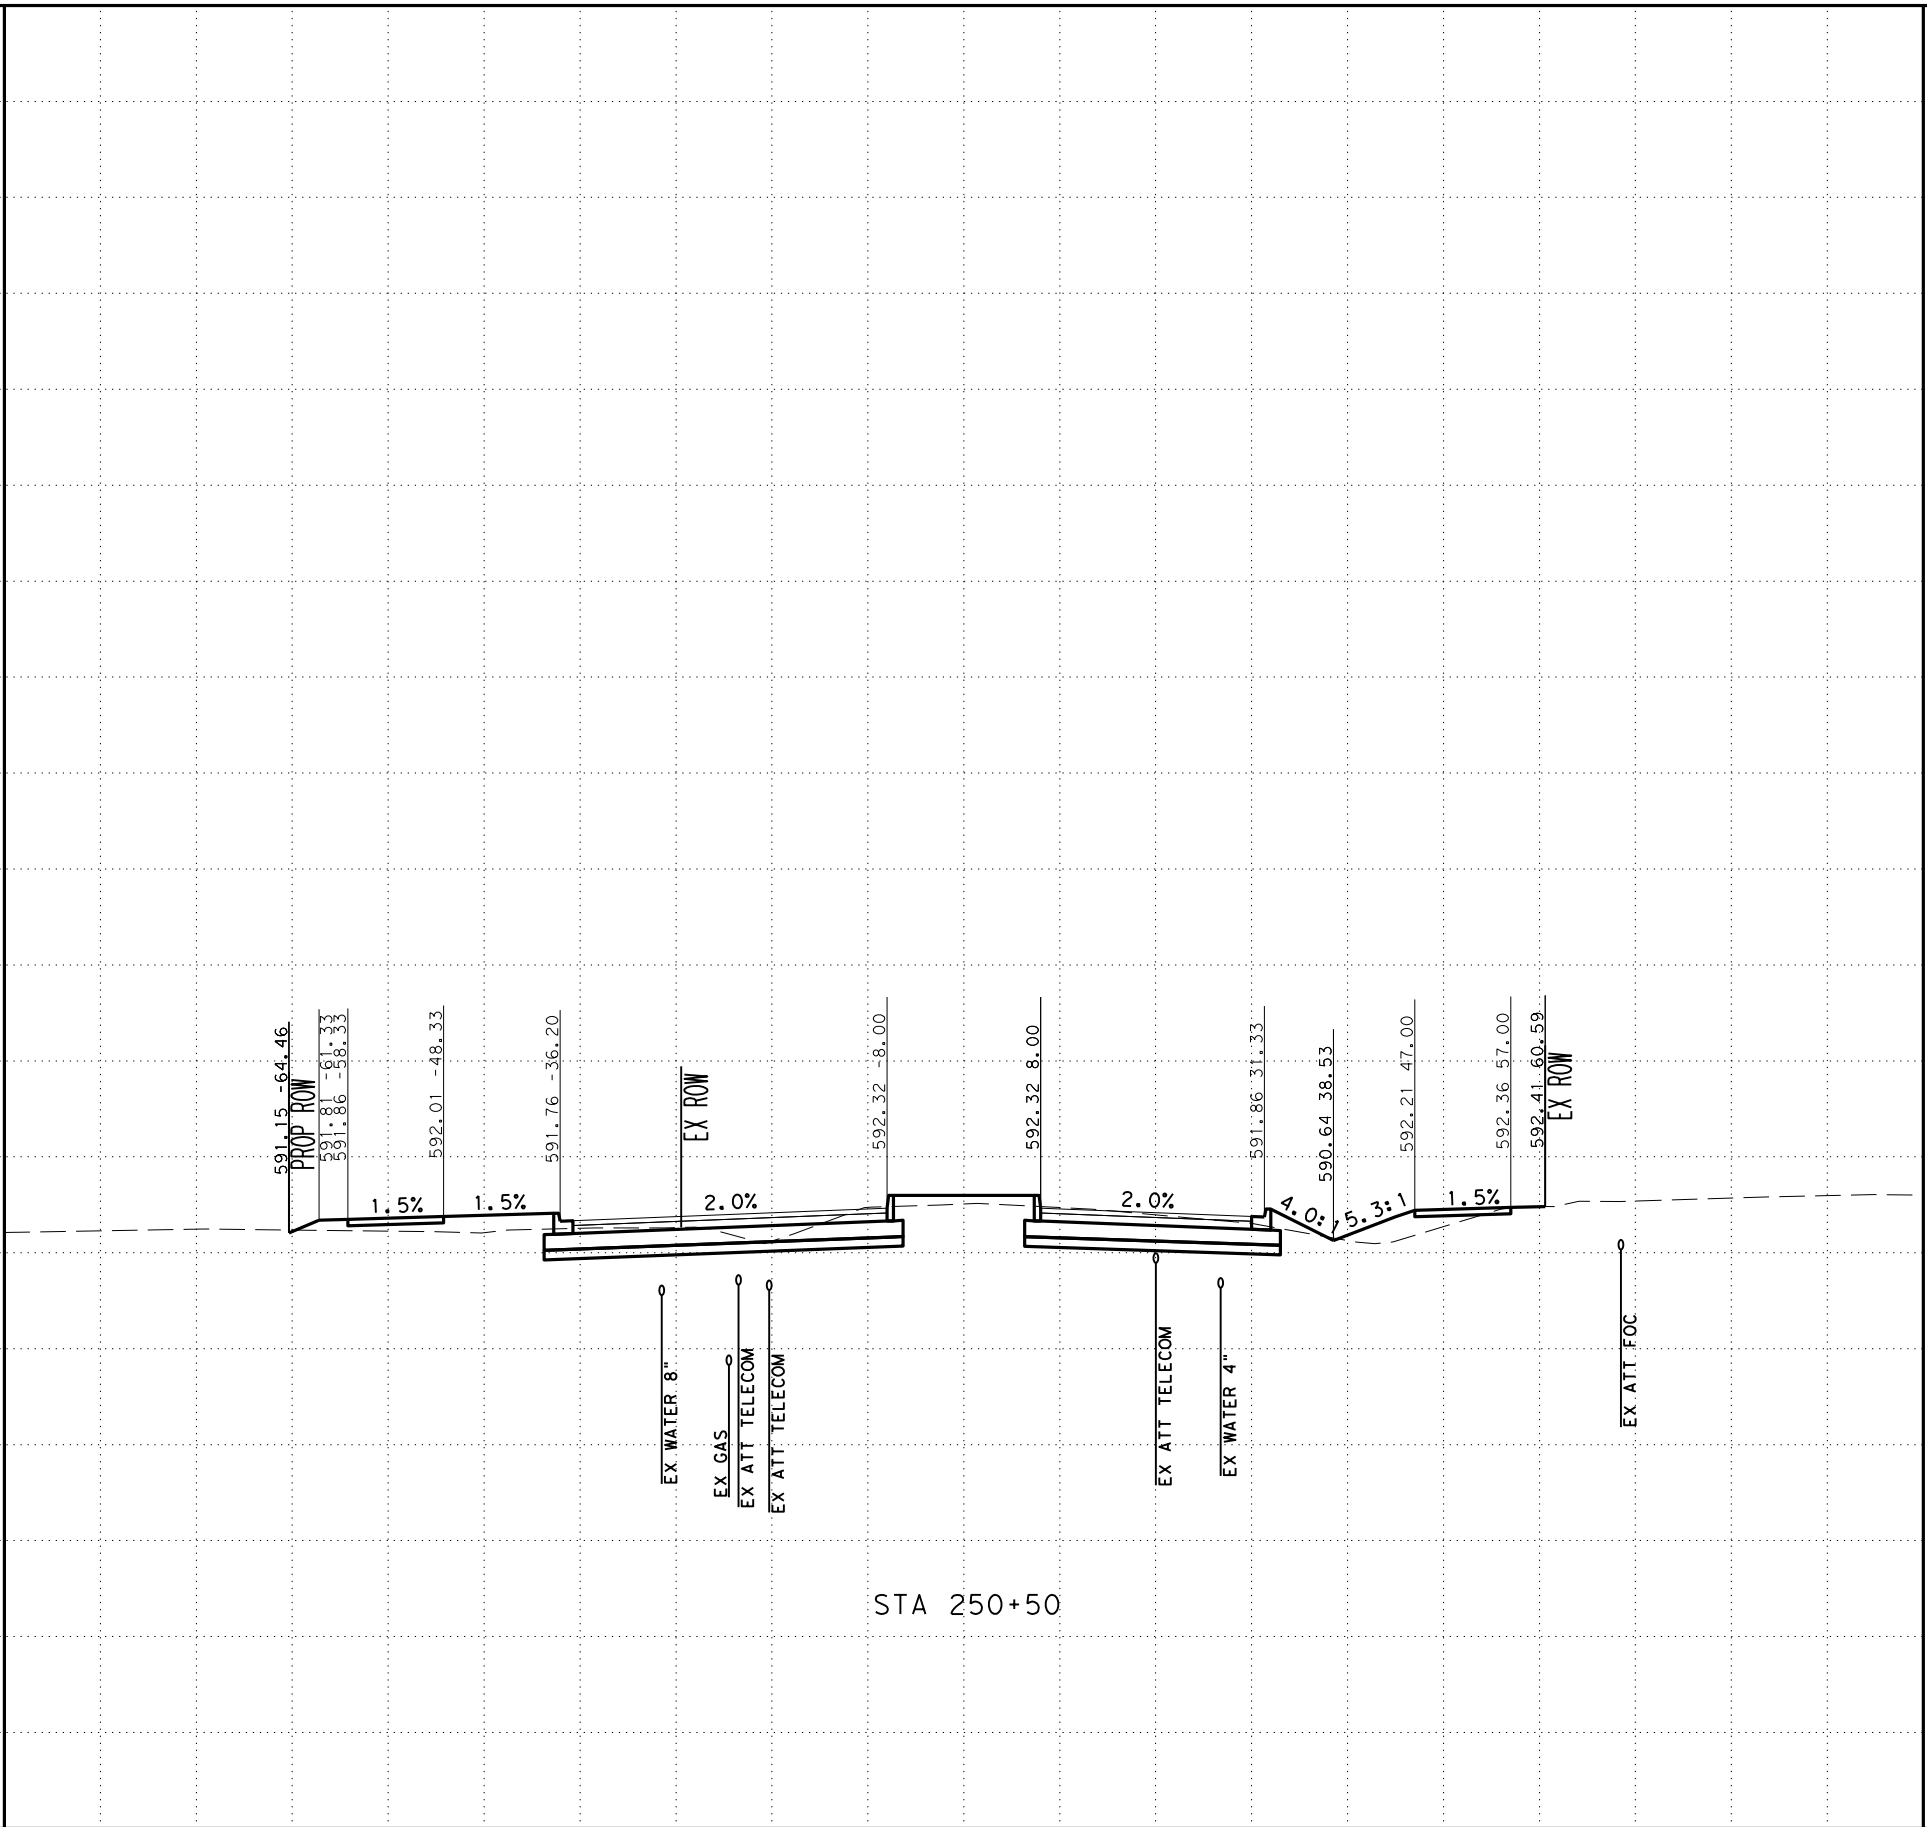 591.15 -64.46
PROP ROW
591.81 -61.33
591.86 -58.33
592.01 -48.33
591.76 -36.20
EX ROW
592.32 -8.00
592.32 8.00
591.86 31.33
590.64 38.53
592.21 47.00
592.36 57.00
592.41 60.59
EX ROW
1.5%
1.5%
2.0%
2.0%
4.0:1
5.3:1
1.5%
EX WATER 8"
EX GAS
EX ATT TELECOM
EX ATT TELECOM
EX ATT TELECOM
EX WATER 4"
EX ATT FOC
STA 250+50